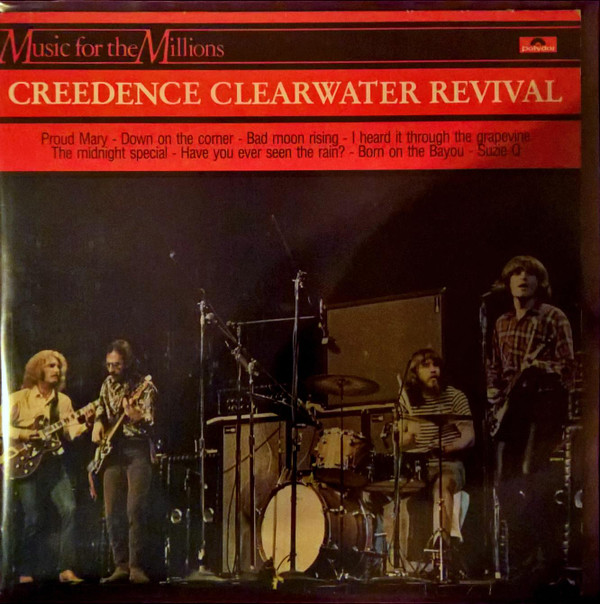 Music for the Millions
polydor
CREEDENCE CLEARWATER REVIVAL
Proud Mary - Down on the corner - Bad moon rising - I heard it through the grapevine
The midnight special - Have you ever seen the rain? - Born on the Bayou - Suzie Q